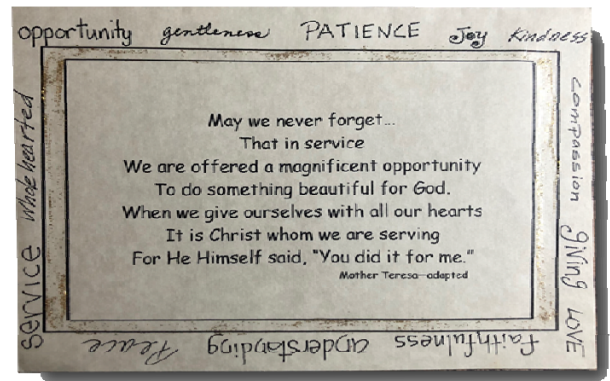 opportunity gentleness PATIENCE Joy Kindness
compassion giving LOVE
Faithfulness understanding Peace
service Whole hearted
May we never forget...
That in service
We are offered a magnificent opportunity
To do something beautiful for God.
When we give ourselves with all our hearts
It is Christ whom we are serving
For He Himself said, "You did it for me."
Mother Teresa—adapted